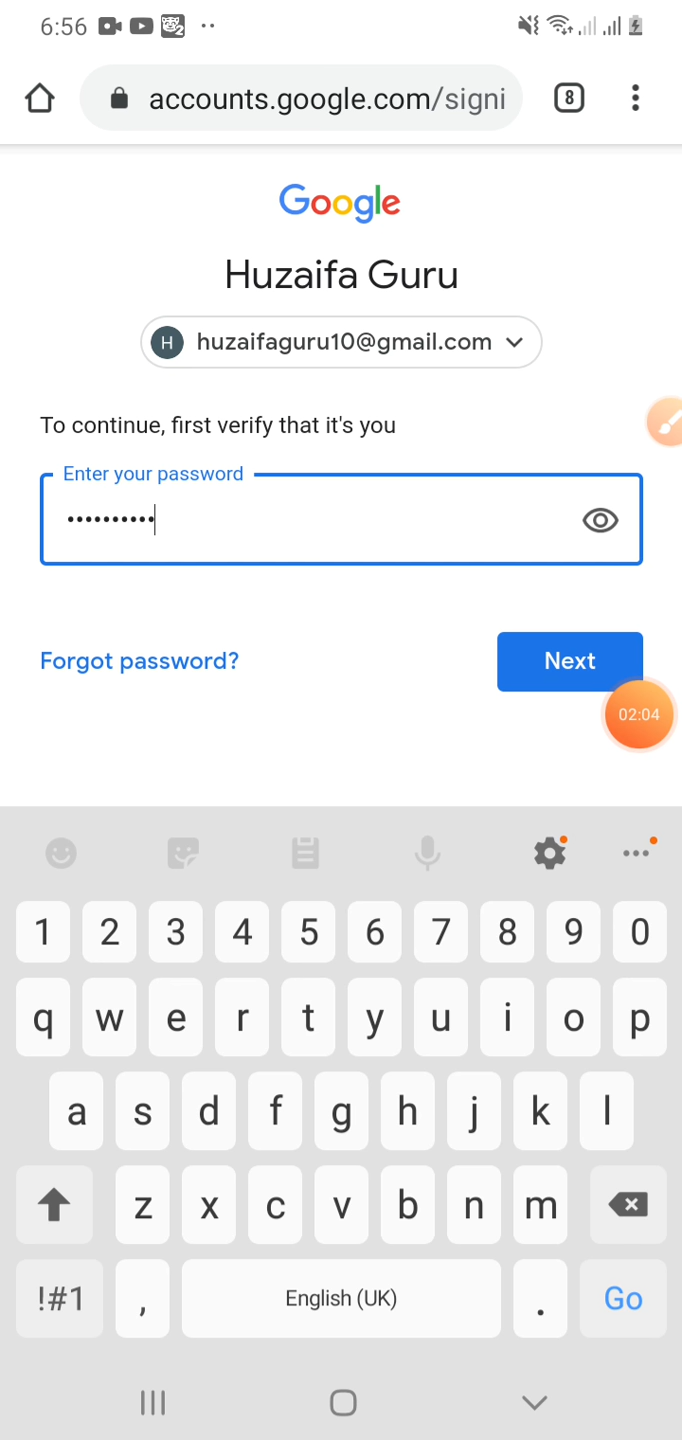 6:56
accounts.google.com/signi
8
Google
Huzaifa Guru
H huzaifaguru10@gmail.com
To continue, first verify that it's you
Enter your password
••••••••••
Forgot password?
Next
02:04
1 2 3 4 5 6 7 8 9 0
q w e r t y u i o p
a s d f g h j k l
z x c v b n m
!#1 , English (UK) . Go